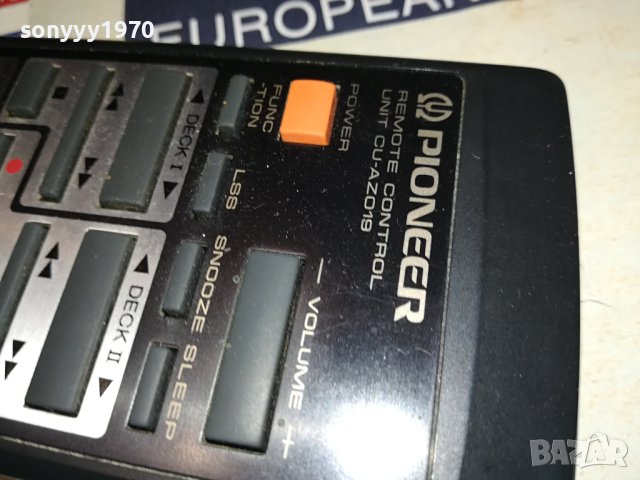 sonyyy1970
EUROPEAN
PIONEER
REMOTE CONTROL
UNIT CU-AZ019
POWER
FUNC
-TION
LSS
SNOOZE
SLEEP
– VOLUME +
DECK I
DECK II
BAZAR
bg